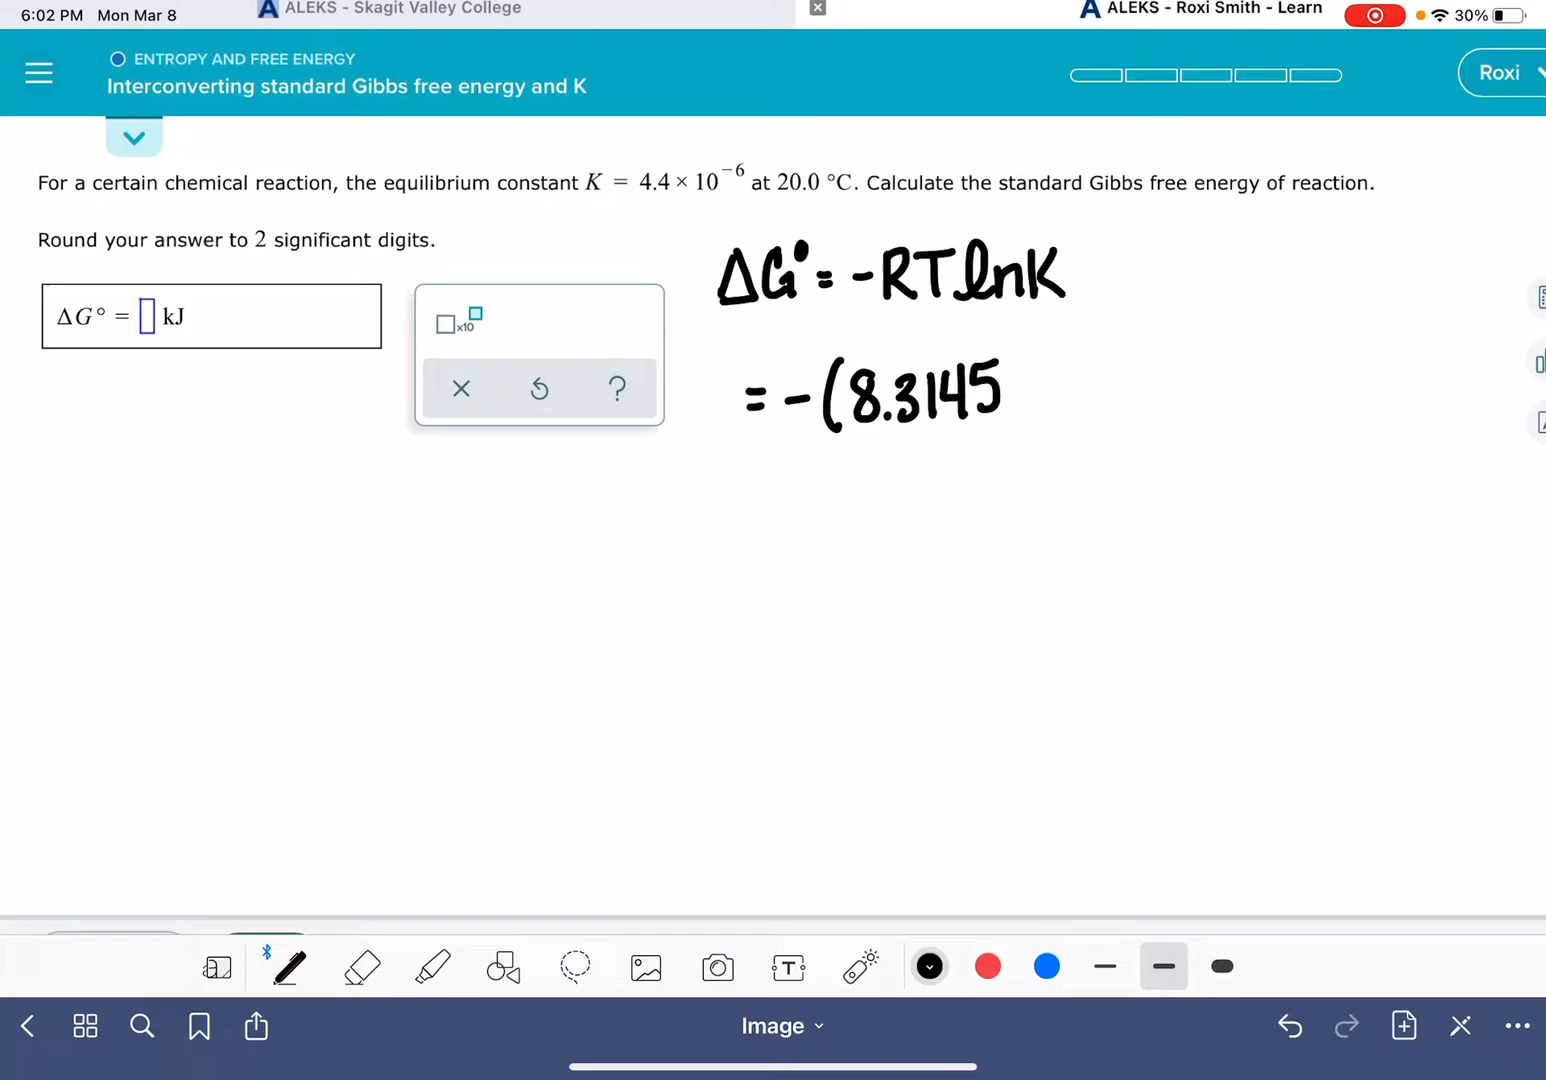 6:02 PM Mon Mar 8
ALEKS - Skagit Valley College
ALEKS - Roxi Smith - Learn
30%
ENTROPY AND FREE ENERGY
Interconverting standard Gibbs free energy and K
Roxi
For a certain chemical reaction, the equilibrium constant K = 4.4 × 10⁻⁶ at 20.0 °C. Calculate the standard Gibbs free energy of reaction.
Round your answer to 2 significant digits.
ΔG° = -RTlnK
ΔG° = kJ
x10
= -(8.3145
?
a
T
Image